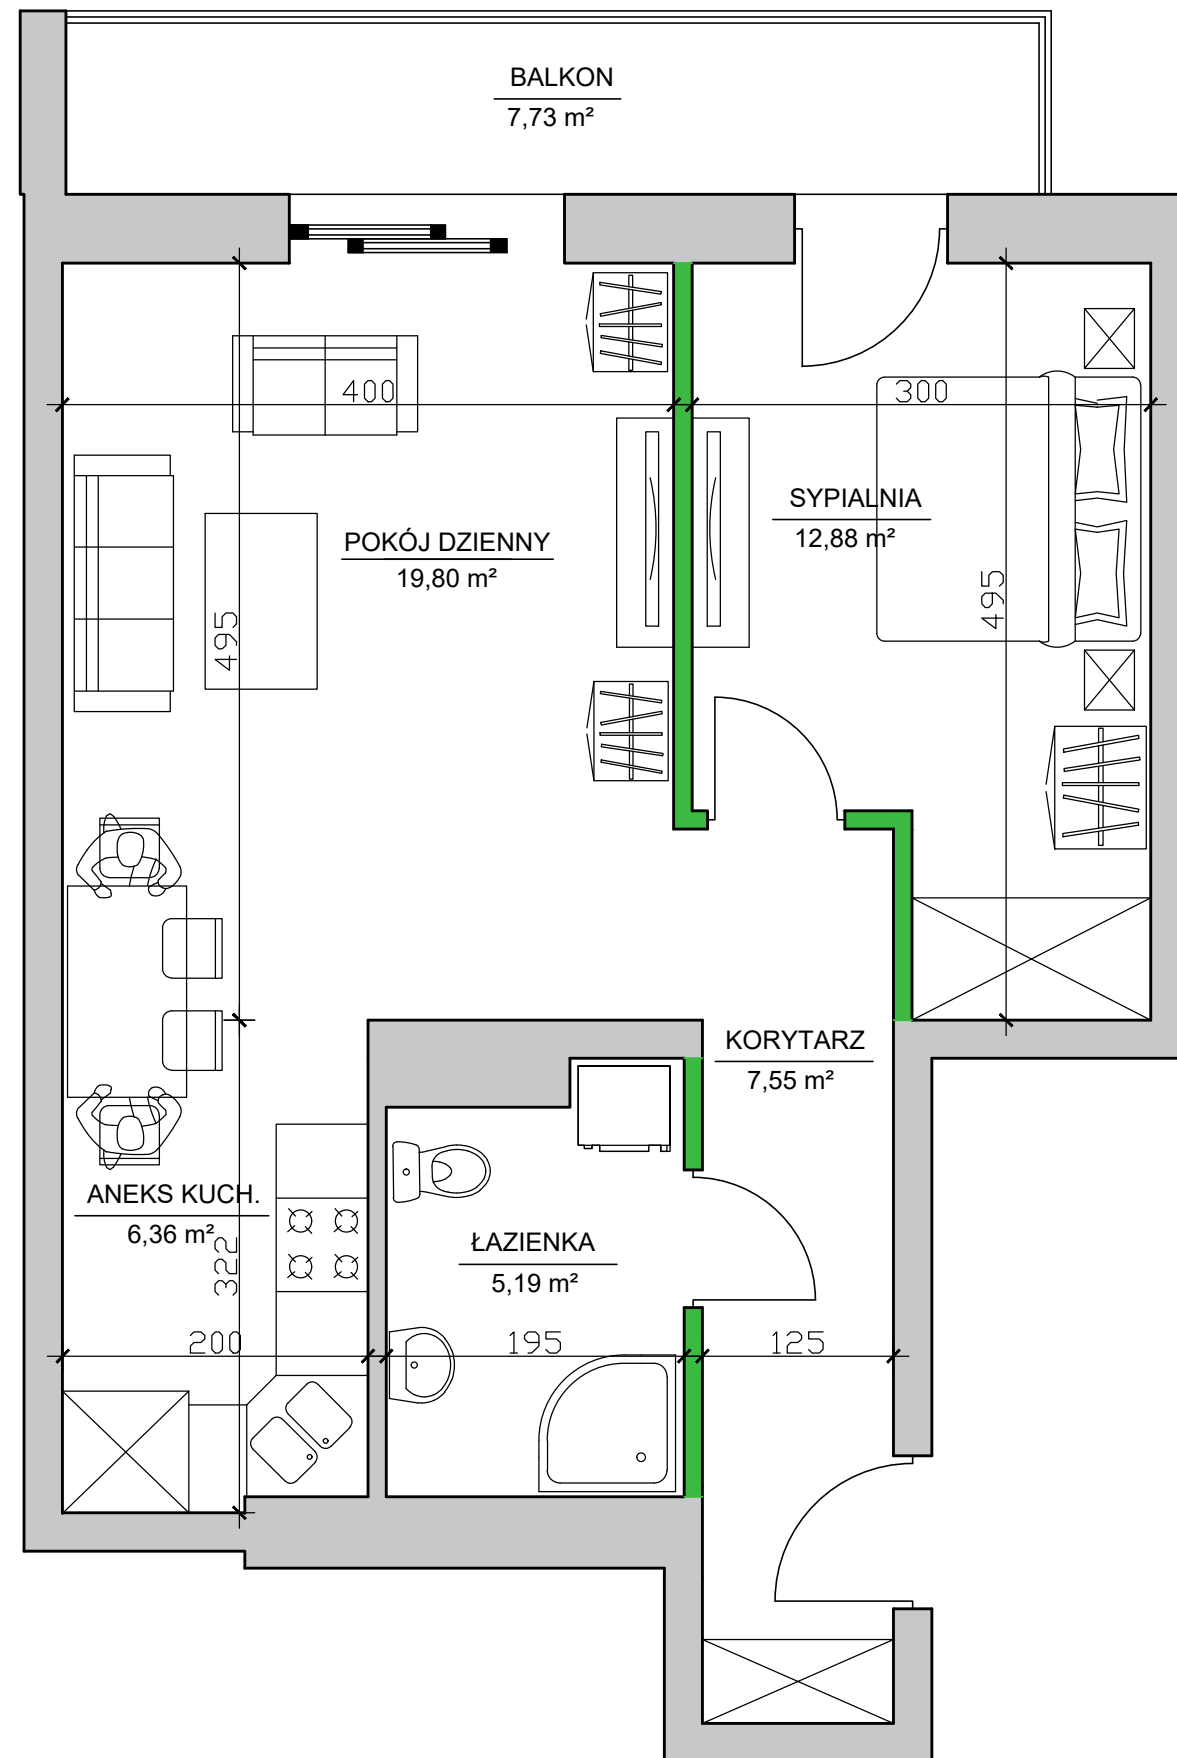 BALKON
7,73 m²
400
300
SYPIALNIA
12,88 m²
POKÓJ DZIENNY
19,80 m²
495
495
KORYTARZ
7,55 m²
ANEKS KUCH.
6,36 m²
322
ŁAZIENKA
5,19 m²
200
195
125